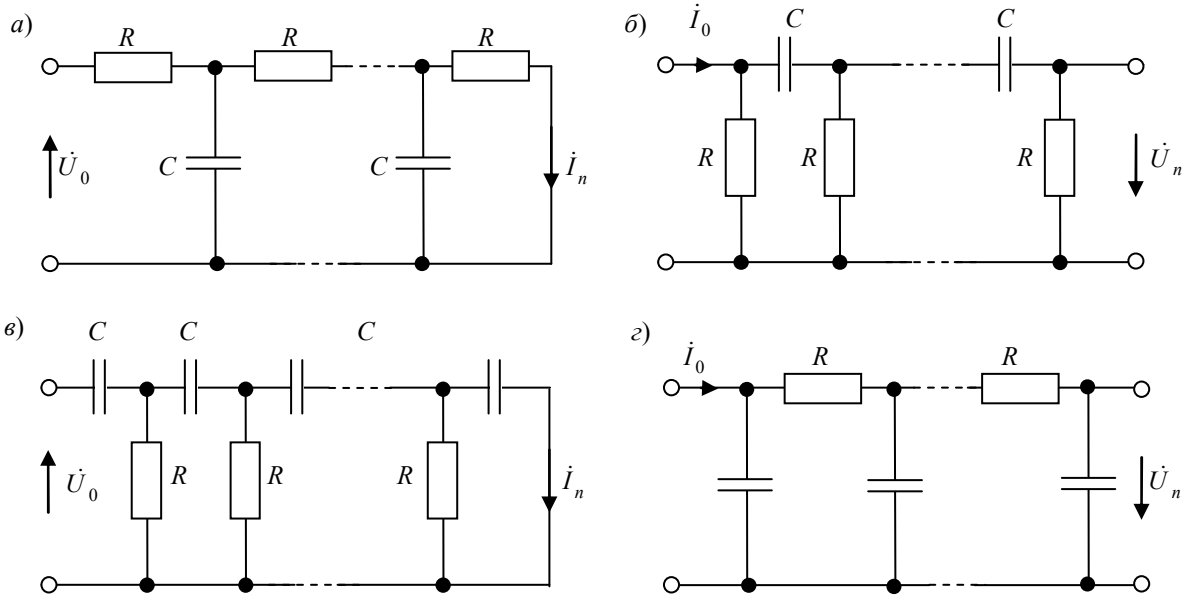 а)
R R R
U̇0 C C İn
б)
İ0 C C
R R R U̇n
в)
C C C
U̇0 R R R İn
г)
İ0 R R
U̇n